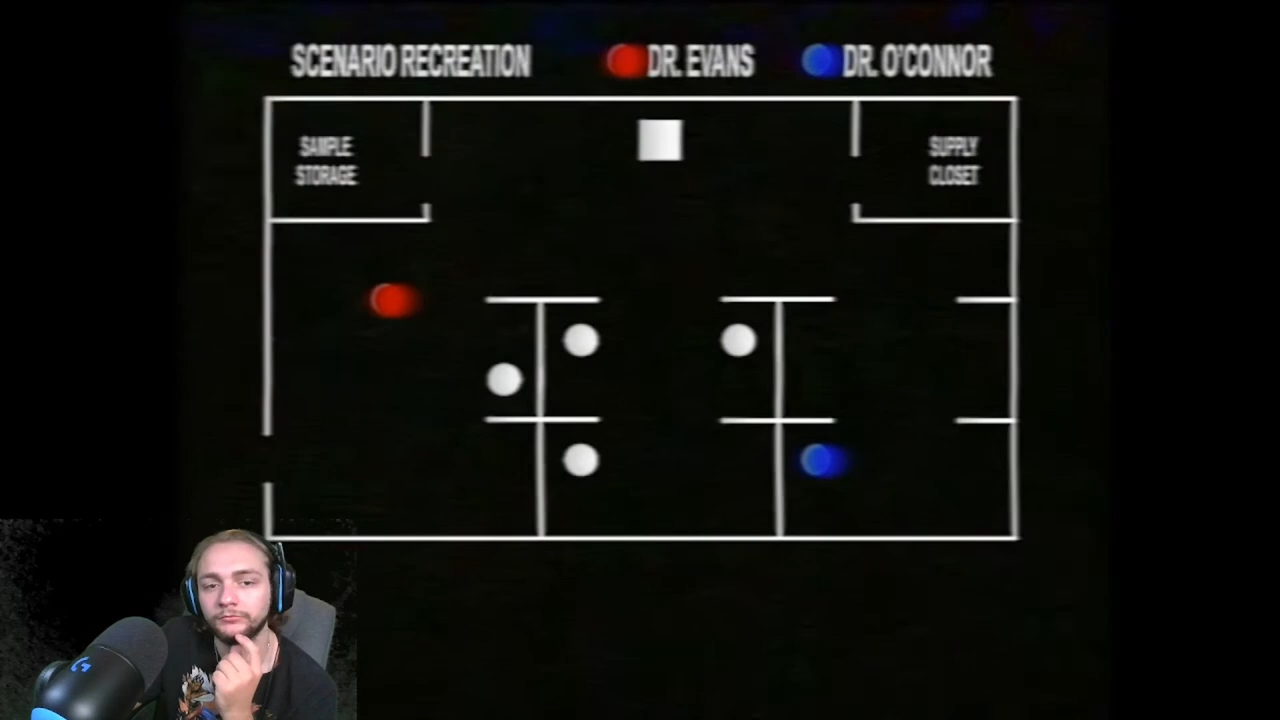 SCENARIO RECREATION DR. EVANS DR. O'CONNOR
SAMPLE
STORAGE
SUPPLY
CLOSET